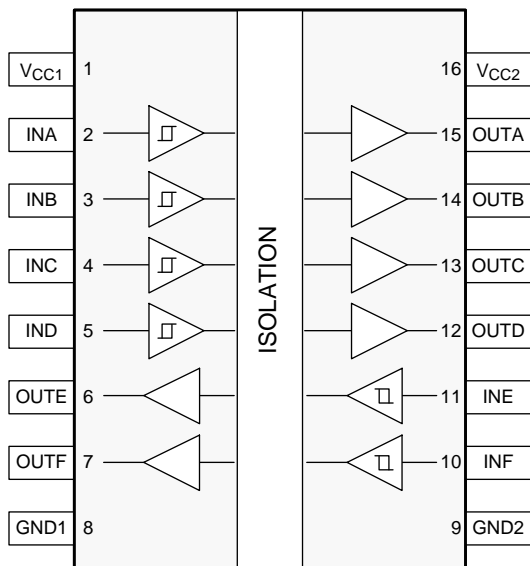 VCC1 1 16 VCC2
INA 2 15 OUTA
INB 3 14 OUTB
INC 4 13 OUTC
IND 5 12 OUTD
OUTE 6 11 INE
OUTF 7 10 INF
GND1 8 9 GND2
ISOLATION